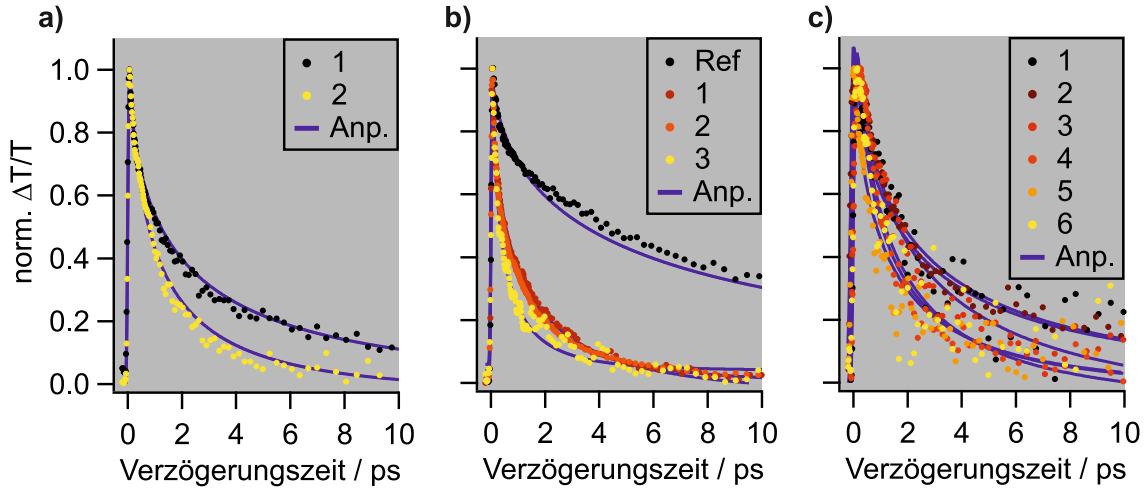 a)
norm. ΔT/T
1.0
0.8
0.6
0.4
0.2
0.0
1
2
Anp.
0 2 4 6 8 10
Verzögerungszeit / ps
b)
Ref
1
2
3
Anp.
0 2 4 6 8 10
Verzögerungszeit / ps
c)
1
2
3
4
5
6
Anp.
0 2 4 6 8 10
Verzögerungszeit / ps